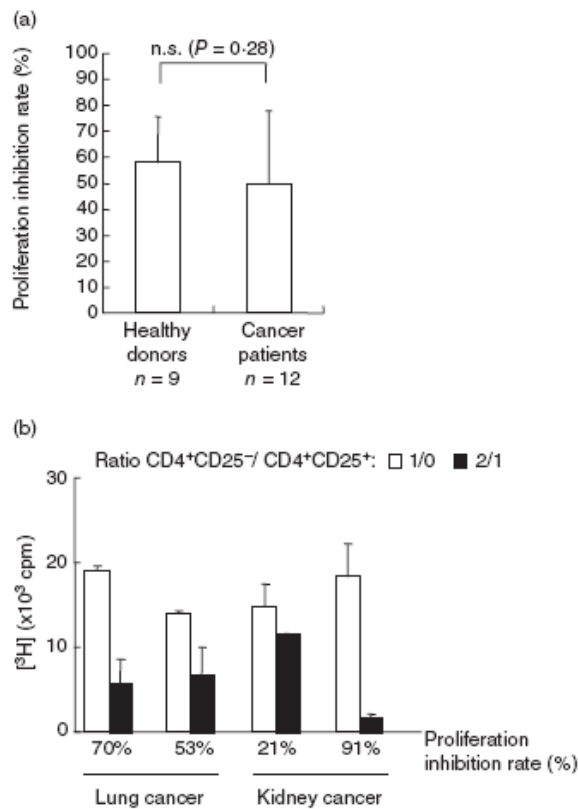 (a)
n.s. (P = 0·28)
Proliferation inhibition rate (%)
100
90
80
70
60
50
40
30
20
10
0
Healthy donors n = 9
Cancer patients n = 12
(b)
Ratio CD4⁺CD25⁻/ CD4⁺CD25⁺: 1/0 2/1
[³H] (x10³ cpm)
30
20
10
0
70% 53% 21% 91% Proliferation
inhibition rate (%)
Lung cancer Kidney cancer